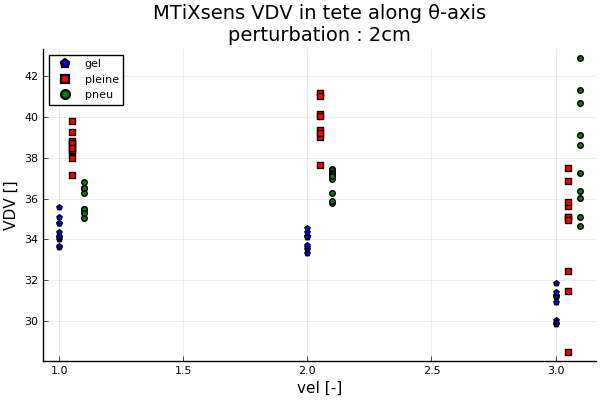 MTiXsens VDV in tete along θ-axis
perturbation : 2cm
gel
pleine
pneu
VDV []
42
40
38
36
34
32
30
1.0 1.5 2.0 2.5 3.0
vel [-]